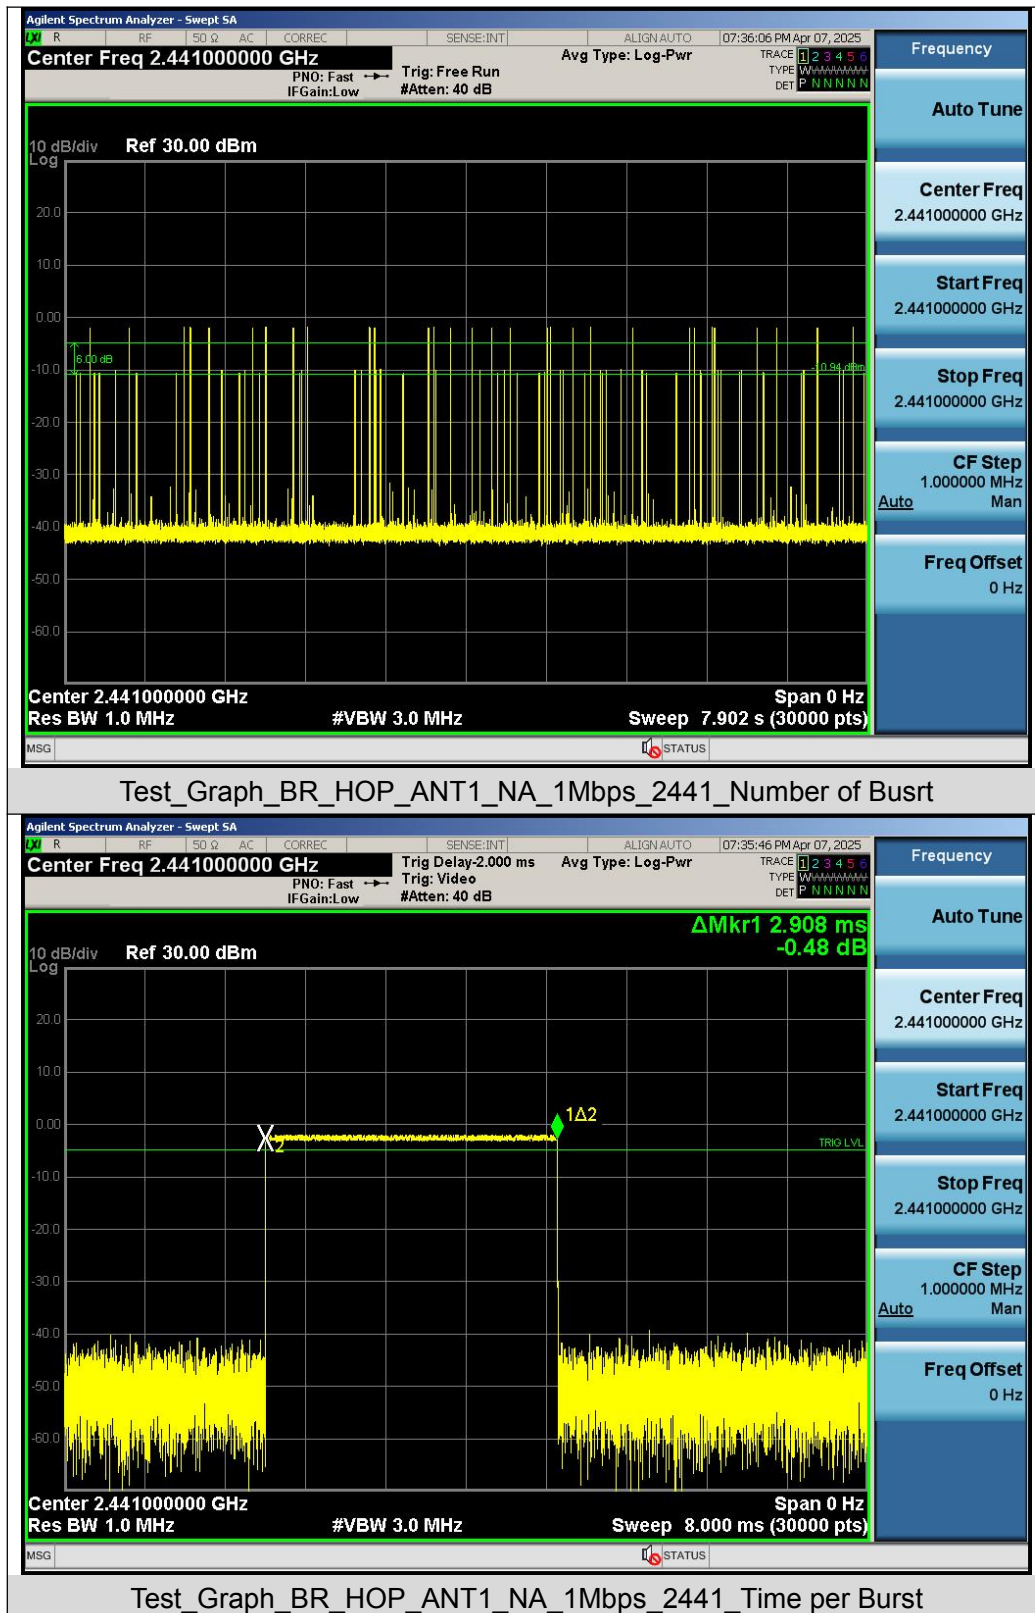 Agilent Spectrum Analyzer - Swept SA
LXI R RF 50 Ω AC CORREC SENSE:INT ALIGN AUTO 07:36:06 PM Apr 07, 2025
Center Freq 2.441000000 GHz
PNO: Fast
IFGain:Low
Trig: Free Run
#Atten: 40 dB
Avg Type: Log-Pwr
TRACE 1 2 3 4 5 6
TYPE WWWWWW
DET P N N N N N
10 dB/div
Log
Ref 30.00 dBm
20.0
10.0
0.00
6.00 dB
-10.0
-10.94 dBm
-20.0
-30.0
-40.0
-50.0
-60.0
Center 2.441000000 GHz Span 0 Hz
Res BW 1.0 MHz #VBW 3.0 MHz Sweep 7.902 s (30000 pts)
MSG STATUS
Frequency
Auto Tune
Center Freq
2.441000000 GHz
Start Freq
2.441000000 GHz
Stop Freq
2.441000000 GHz
CF Step
1.000000 MHz
Auto Man
Freq Offset
0 Hz
Test_Graph_BR_HOP_ANT1_NA_1Mbps_2441_Number of Busrt
Agilent Spectrum Analyzer - Swept SA
LXI R RF 50 Ω AC CORREC SENSE:INT ALIGN AUTO 07:35:46 PM Apr 07, 2025
Center Freq 2.441000000 GHz
PNO: Fast
IFGain:Low
Trig Delay-2.000 ms
Trig: Video
#Atten: 40 dB
Avg Type: Log-Pwr
TRACE 1 2 3 4 5 6
TYPE WWWWWW
DET P N N N N N
ΔMkr1 2.908 ms
-0.48 dB
10 dB/div
Log
Ref 30.00 dBm
20.0
10.0
0.00
1Δ2
X2
TRIG LVL
-10.0
-20.0
-30.0
-40.0
-50.0
-60.0
Center 2.441000000 GHz Span 0 Hz
Res BW 1.0 MHz #VBW 3.0 MHz Sweep 8.000 ms (30000 pts)
MSG STATUS
Frequency
Auto Tune
Center Freq
2.441000000 GHz
Start Freq
2.441000000 GHz
Stop Freq
2.441000000 GHz
CF Step
1.000000 MHz
Auto Man
Freq Offset
0 Hz
Test_Graph_BR_HOP_ANT1_NA_1Mbps_2441_Time per Burst